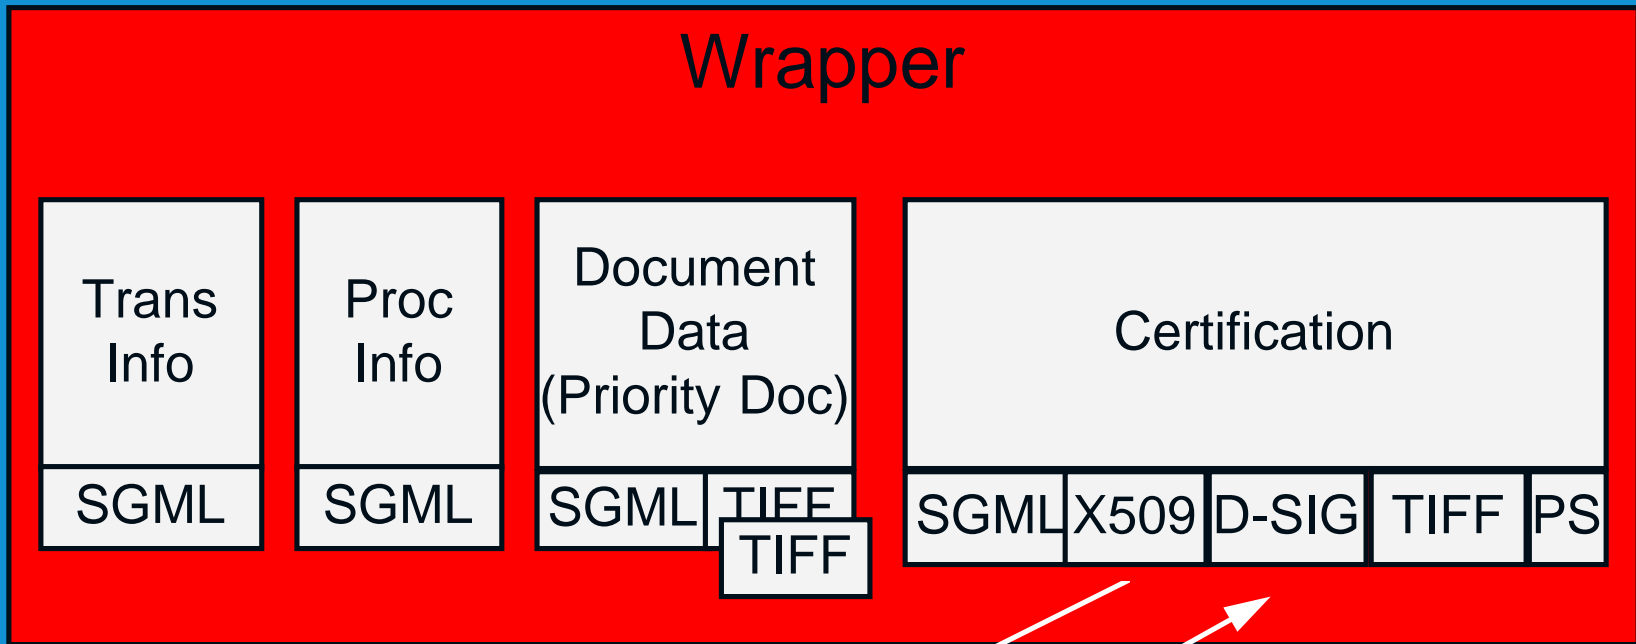 Wrapper
Trans
Info
SGML
Proc
Info
SGML
Document
Data
(Priority Doc)
SGML TIFF
TIFF
Certification
SGML X509 D-SIG TIFF PS